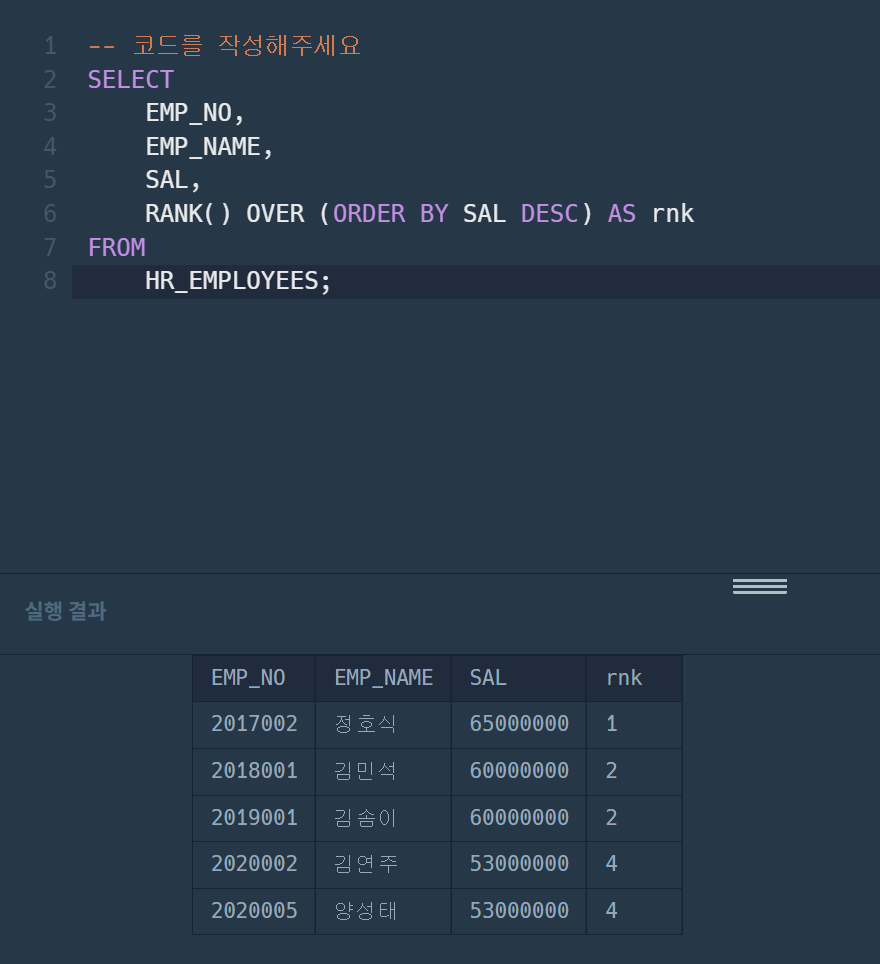 1 -- 코드를 작성해주세요
2 SELECT
3 EMP_NO,
4 EMP_NAME,
5 SAL,
6 RANK() OVER (ORDER BY SAL DESC) AS rnk
7 FROM
8 HR_EMPLOYEES;
실행 결과
EMP_NO EMP_NAME SAL rnk
2017002 정호식 65000000 1
2018001 김민석 60000000 2
2019001 김솜이 60000000 2
2020002 김연주 53000000 4
2020005 양성태 53000000 4